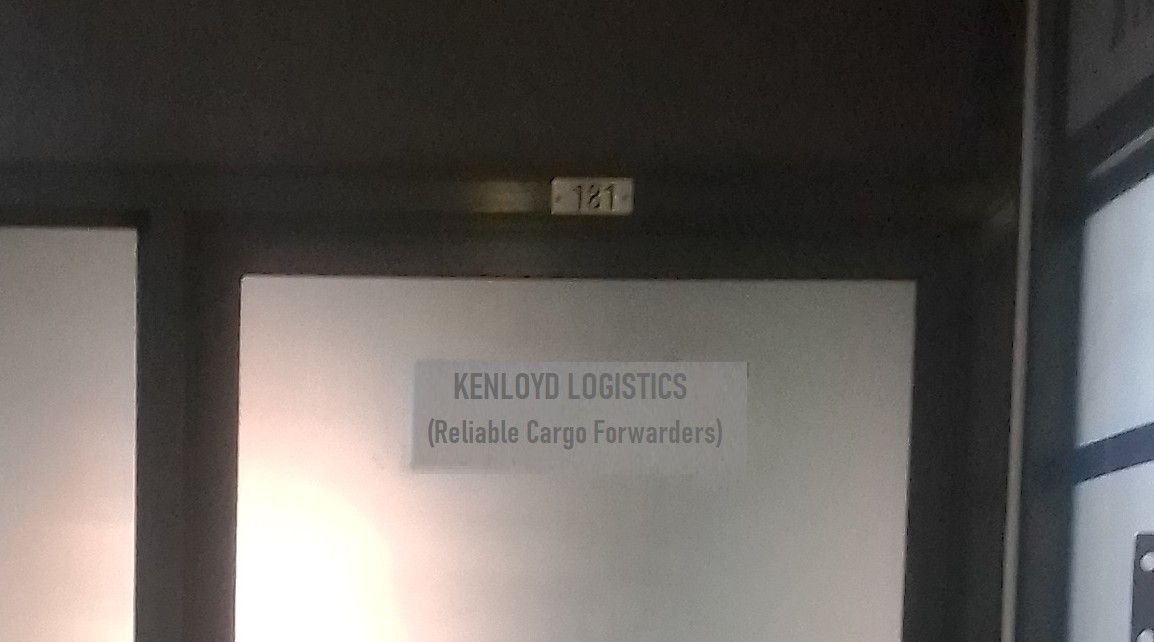 181
KENLOYD LOGISTICS
(Reliable Cargo Forwarders)